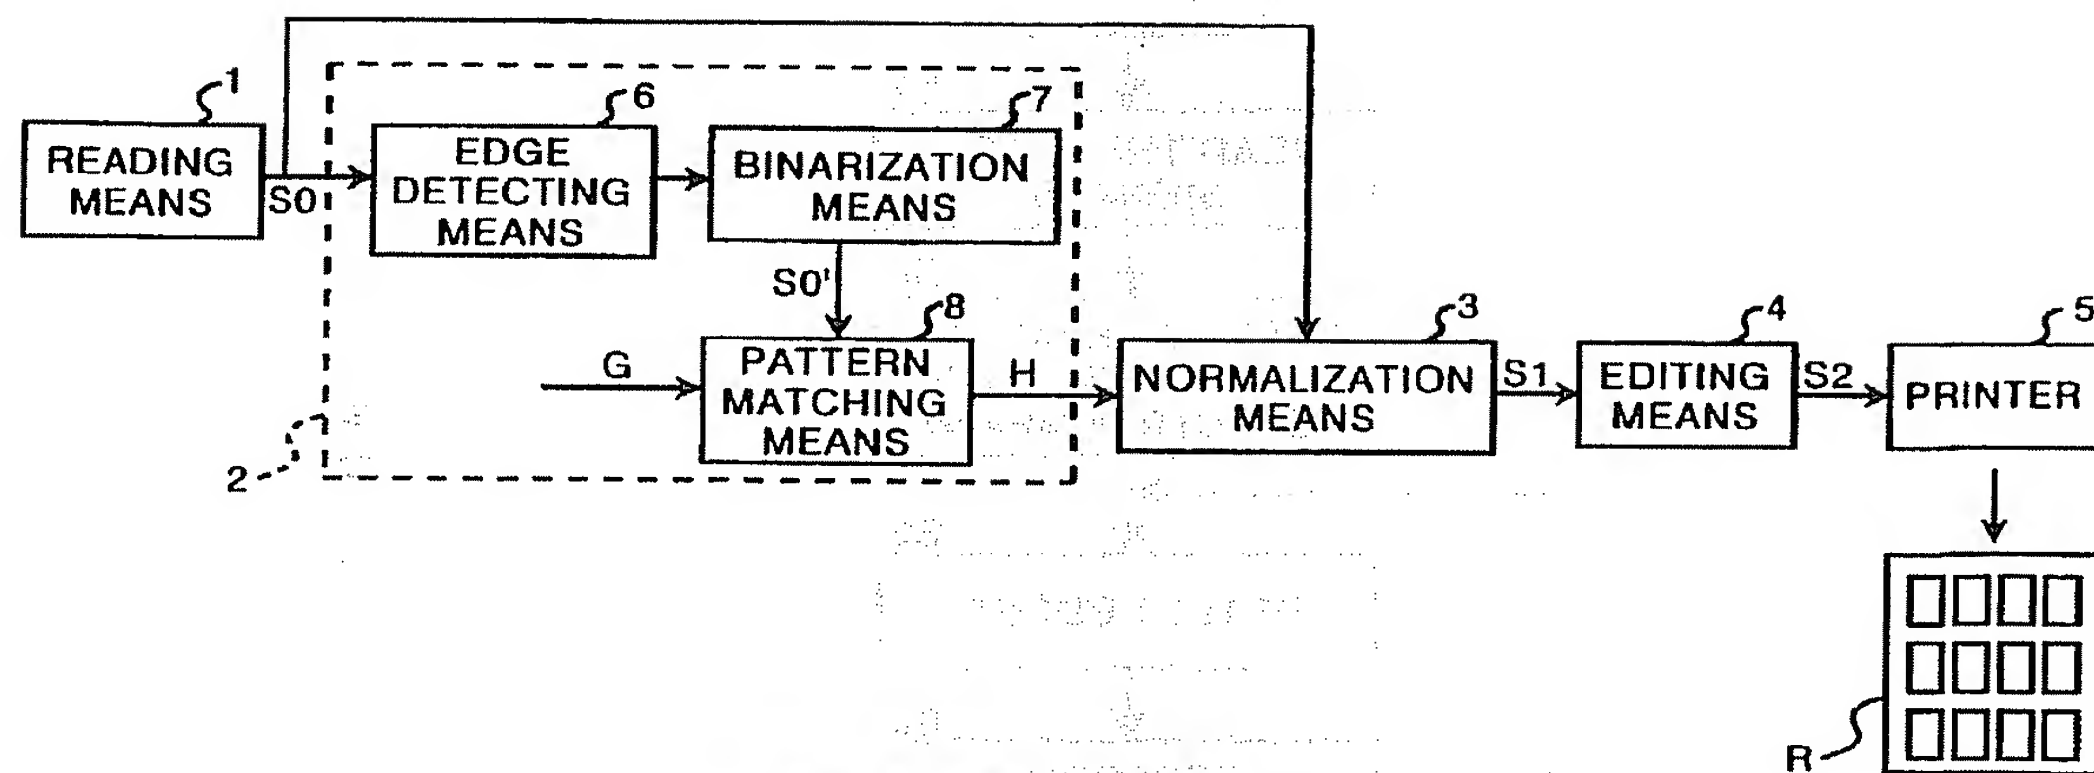 1
READING
MEANS
S0
6
EDGE
DETECTING
MEANS
7
BINARIZATION
MEANS
S0'
8
G
PATTERN
MATCHING
MEANS
H
2
3
NORMALIZATION
MEANS
S1
4
EDITING
MEANS
S2
5
PRINTER
R